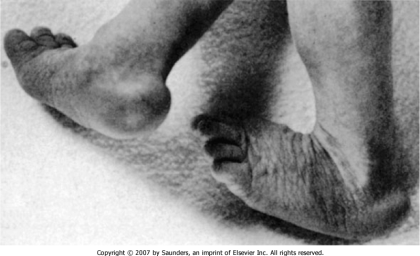 Copyright © 2007 by Saunders, an imprint of Elsevier Inc. All rights reserved.